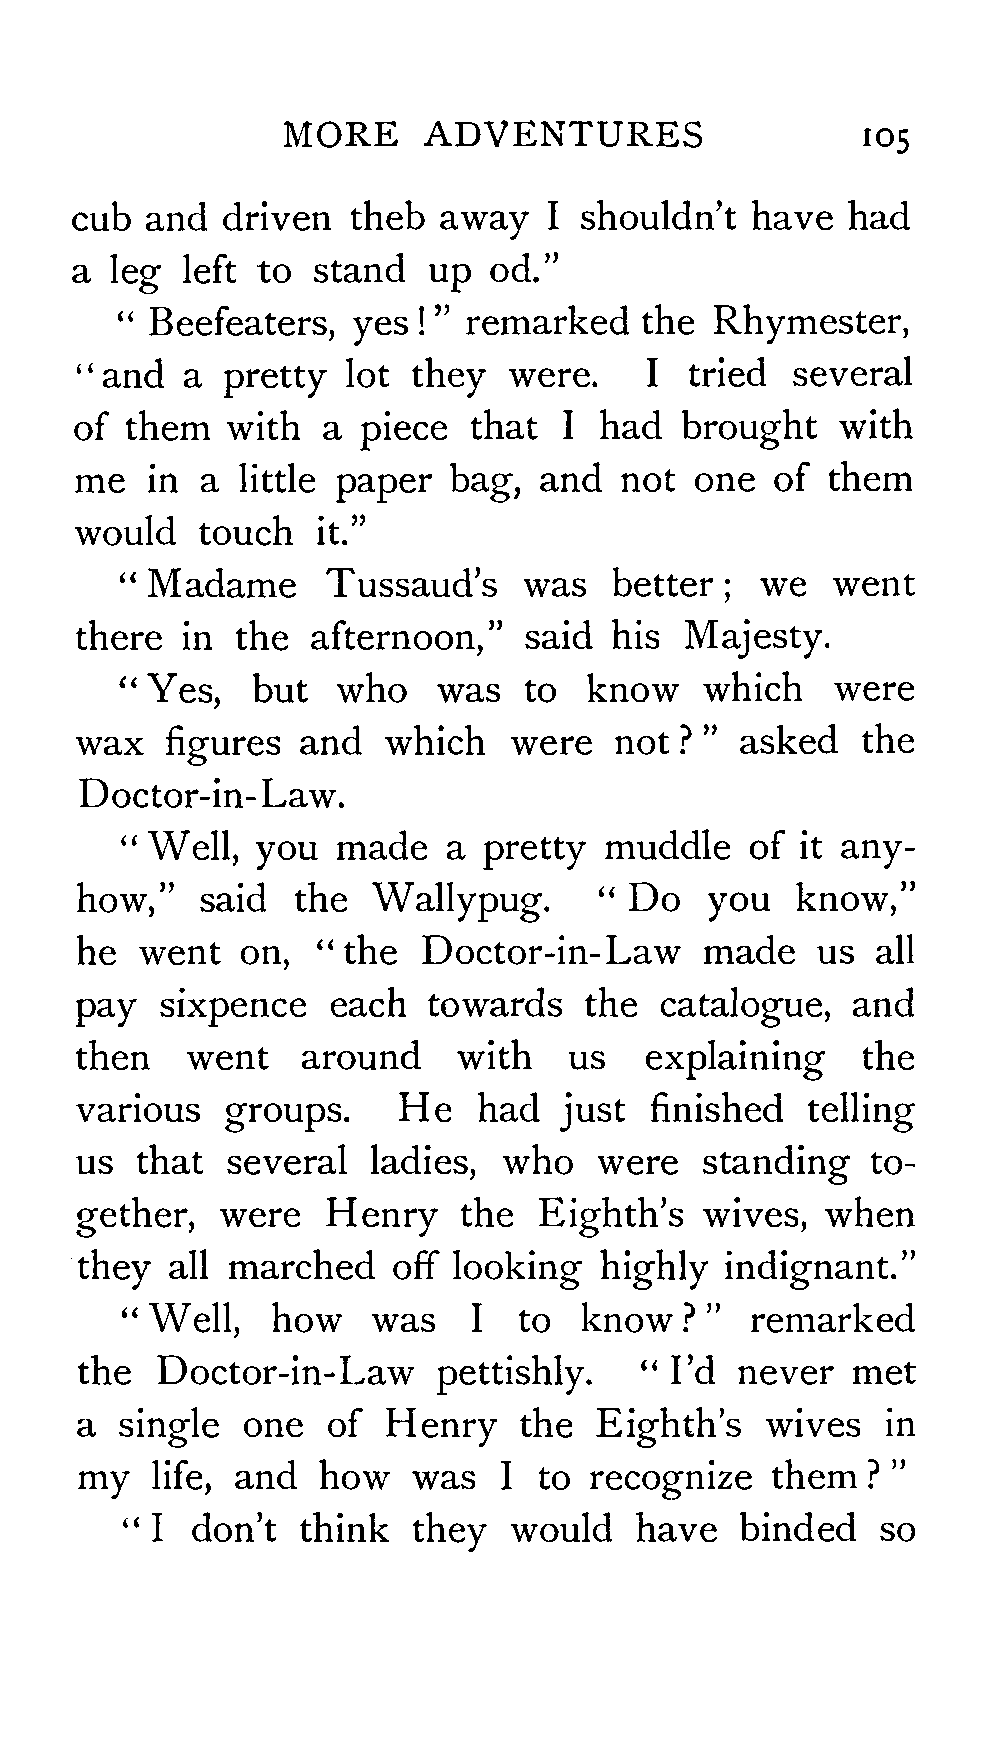 MORE ADVENTURES 105
cub and driven theb away I shouldn't have had
a leg left to stand up od."
"Beefeaters, yes!" remarked the Rhymester,
"and a pretty lot they were. I tried several
of them with a piece that I had brought with
me in a little paper bag, and not one of them
would touch it."
"Madame Tussaud's was better; we went
there in the afternoon," said his Majesty.
"Yes, but who was to know which were
wax figures and which were not?" asked the
Doctor-in-Law.
"Well, you made a pretty muddle of it any-
how," said the Wallypug. "Do you know,"
he went on, "the Doctor-in-Law made us all
pay sixpence each towards the catalogue, and
then went around with us explaining the
various groups. He had just finished telling
us that several ladies, who were standing to-
gether, were Henry the Eighth's wives, when
they all marched off looking highly indignant."
"Well, how was I to know?" remarked
the Doctor-in-Law pettishly. "I'd never met
a single one of Henry the Eighth's wives in
my life, and how was I to recognize them?"
"I don't think they would have binded so